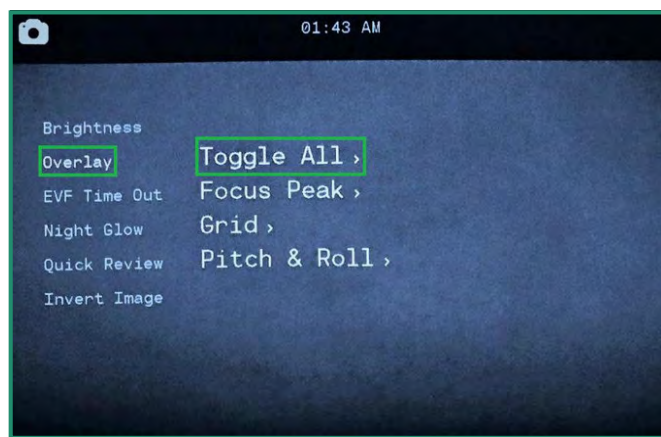 01:43 AM
Brightness
Overlay
EVF Time Out
Night Glow
Quick Review
Invert Image
Toggle All ›
Focus Peak ›
Grid ›
Pitch & Roll ›